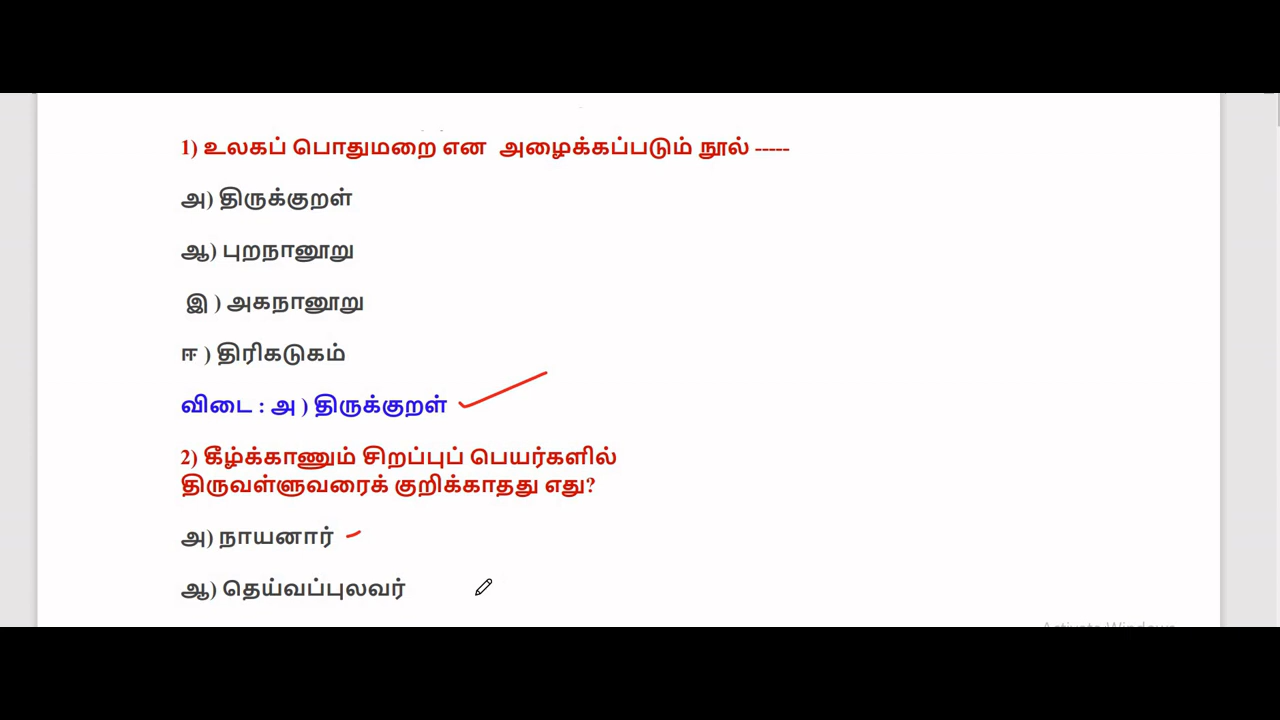 1) உலகப் பொதுமறை என அழைக்கப்படும் நூல் -----
அ) திருக்குறள்
ஆ) புறநானூறு
இ ) அகநானூறு
ஈ ) திரிகடுகம்
விடை : அ ) திருக்குறள்
2) கீழ்க்காணும் சிறப்புப் பெயர்களில்
திருவள்ளுவரைக் குறிக்காதது எது?
அ) நாயனார்
ஆ) தெய்வப்புலவர்